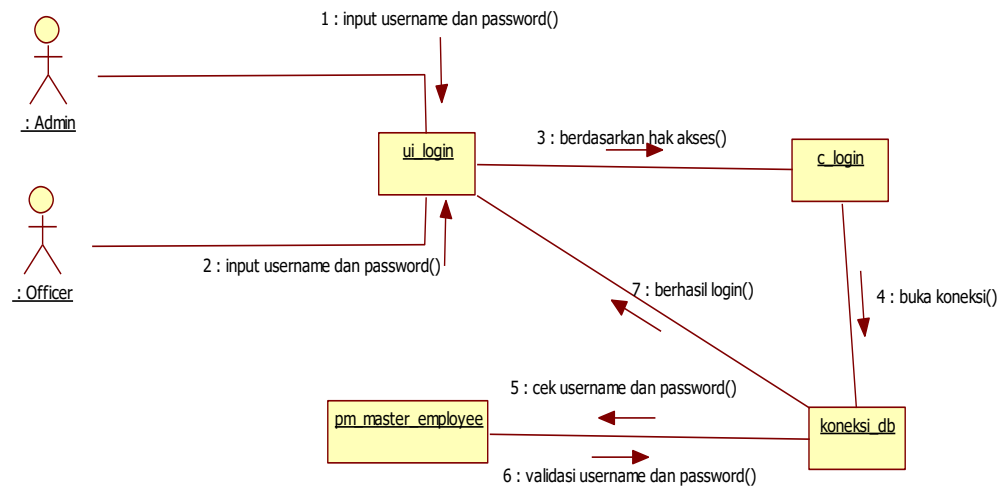 1 : input username dan password()
: Admin
ui_login
3 : berdasarkan hak akses()
c_login
2 : input username dan password()
: Officer
7 : berhasil login()
4 : buka koneksi()
5 : cek username dan password()
pm_master_employee
koneksi_db
6 : validasi username dan password()